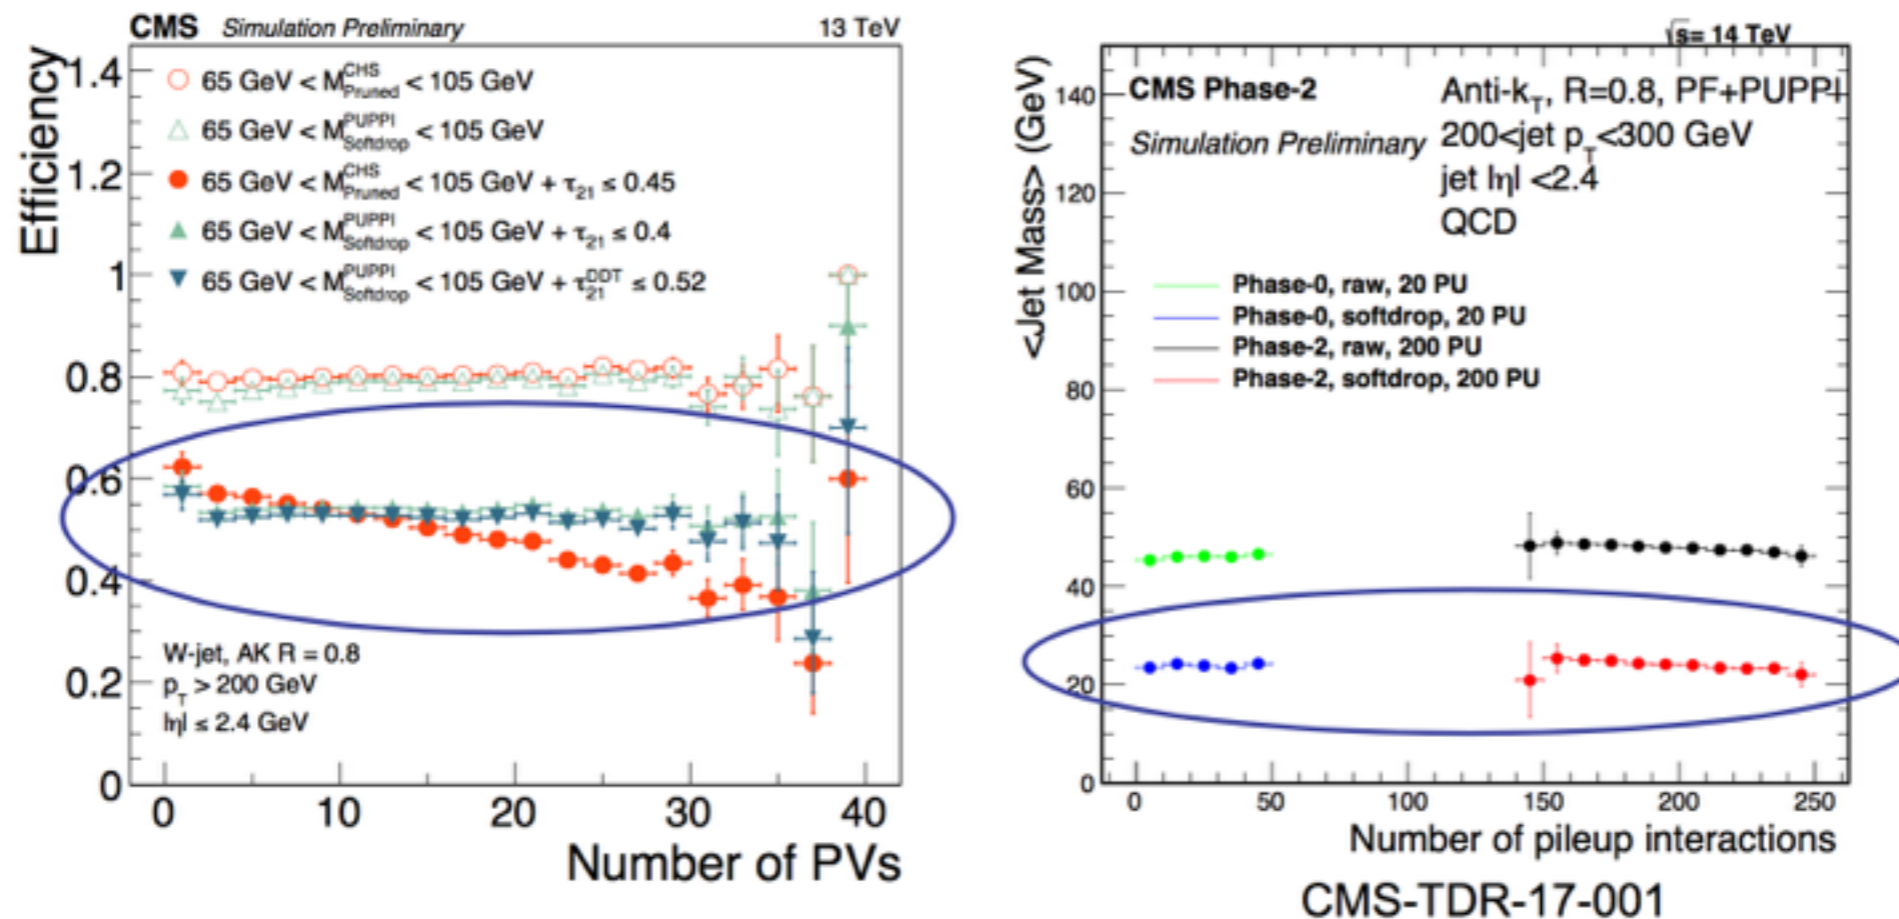 CMS Simulation Preliminary 13 TeV
Efficiency
1.4
1.2
1
0.8
0.6
0.4
0.2
0
65 GeV < M^CHS_Pruned < 105 GeV
65 GeV < M^PUPPI_Softdrop < 105 GeV
65 GeV < M^CHS_Pruned < 105 GeV + τ_21 ≤ 0.45
65 GeV < M^PUPPI_Softdrop < 105 GeV + τ_21 ≤ 0.4
65 GeV < M^PUPPI_Softdrop < 105 GeV + τ^DDT_21 ≤ 0.52
W-jet, AK R = 0.8
p_T > 200 GeV
|η| ≤ 2.4 GeV
0 10 20 30 40
Number of PVs
√s= 14 TeV
<Jet Mass> (GeV)
140
120
100
80
60
40
20
0
CMS Phase-2
Simulation Preliminary
Anti-k_T, R=0.8, PF+PUPPI
200<jet p_T<300 GeV
jet |η| <2.4
QCD
Phase-0, raw, 20 PU
Phase-0, softdrop, 20 PU
Phase-2, raw, 200 PU
Phase-2, softdrop, 200 PU
0 50 100 150 200 250
Number of pileup interactions
CMS-TDR-17-001